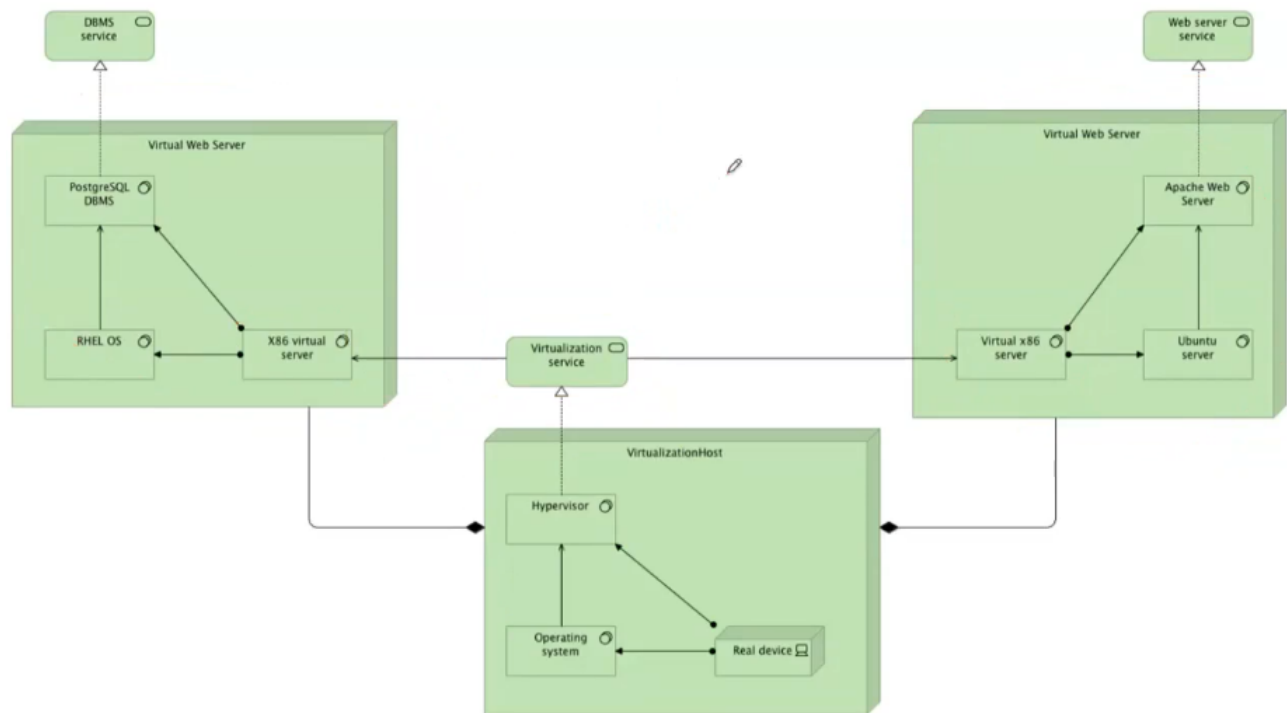 DBMS
service
Web server
service
Virtual Web Server
Virtual Web Server
PostgreSQL
DBMS
Apache Web
Server
RHEL OS
X86 virtual
server
Virtualization
service
Virtual x86
server
Ubuntu
server
VirtualizationHost
Hypervisor
Operating
system
Real device